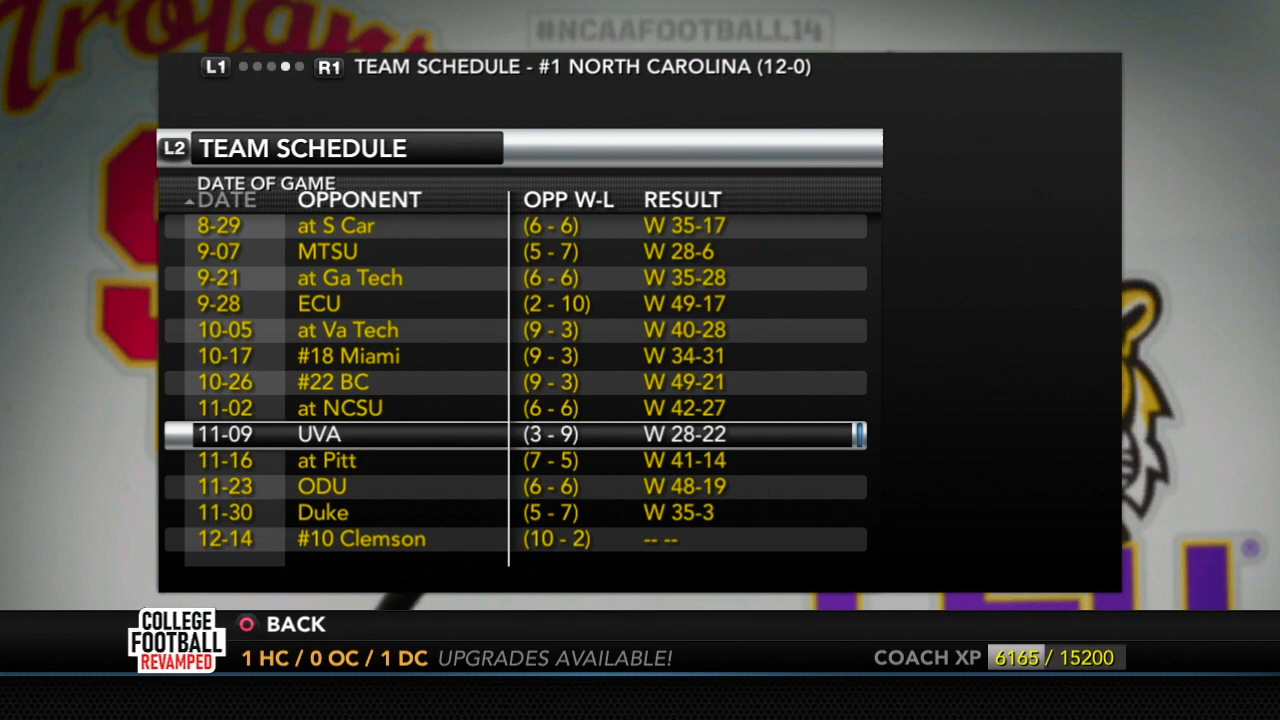 Trojans
#NCAAFOOTBALL14
L1 R1 TEAM SCHEDULE - #1 NORTH CAROLINA (12-0)
L2 TEAM SCHEDULE
DATE OF GAME
DATE OPPONENT OPP W-L RESULT
8-29 at S Car (6 - 6) W 35-17
9-07 MTSU (5 - 7) W 28-6
9-21 at Ga Tech (6 - 6) W 35-28
9-28 ECU (2 - 10) W 49-17
10-05 at Va Tech (9 - 3) W 40-28
10-17 #18 Miami (9 - 3) W 34-31
10-26 #22 BC (9 - 3) W 49-21
11-02 at NCSU (6 - 6) W 42-27
11-09 UVA (3 - 9) W 28-22
11-16 at Pitt (7 - 5) W 41-14
11-23 ODU (6 - 6) W 48-19
11-30 Duke (5 - 7) W 35-3
12-14 #10 Clemson (10 - 2) -- --
COLLEGE
FOOTBALL
REVAMPED
BACK
1 HC / 0 OC / 1 DC UPGRADES AVAILABLE!
COACH XP 6165 / 15200